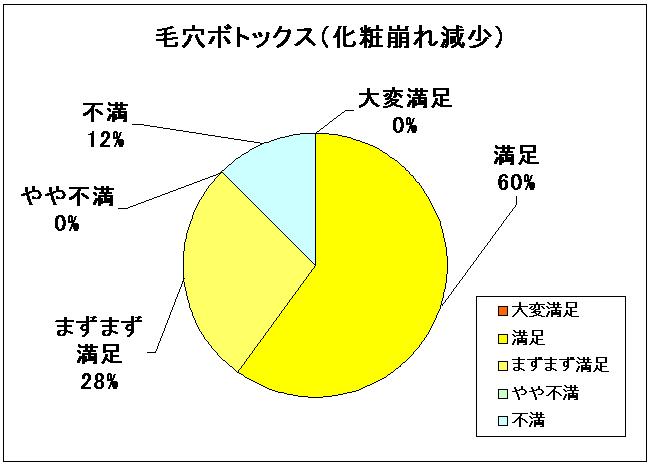 毛穴ボトックス（化粧崩れ減少）
大変満足
0%
満足
60%
不満
12%
やや不満
0%
まずまず
満足
28%
大変満足
満足
まずまず満足
やや不満
不満